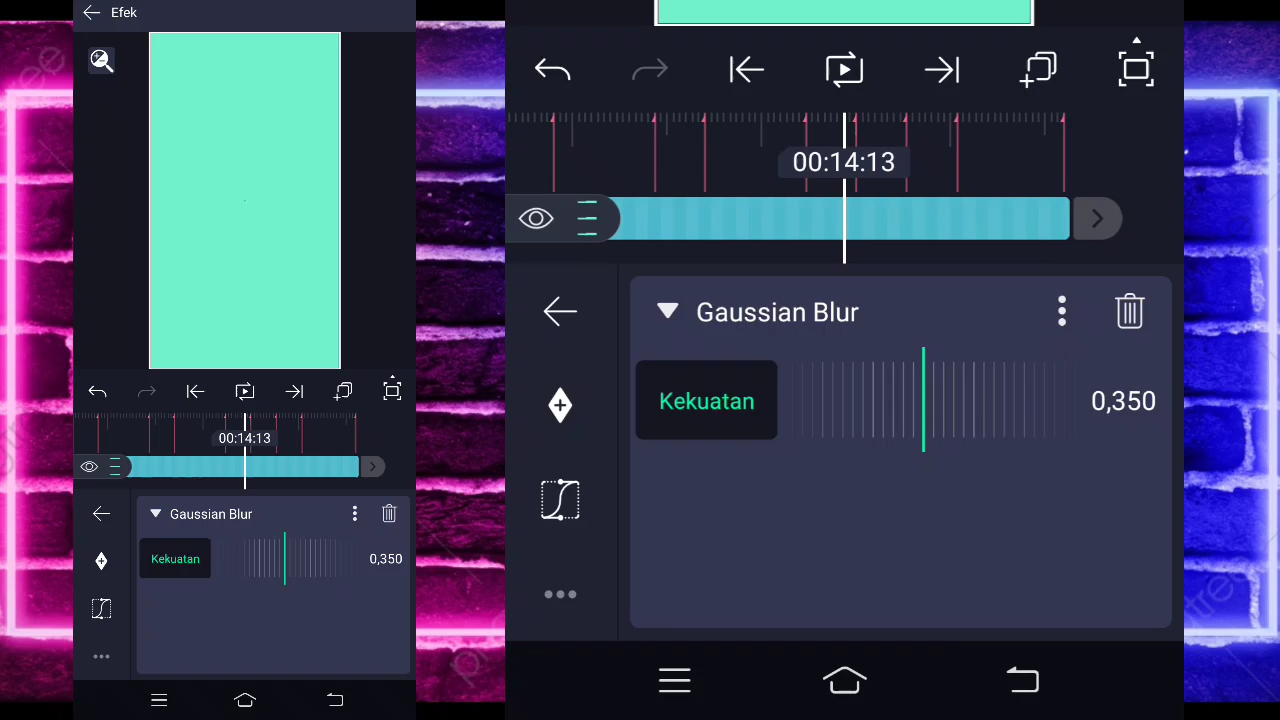 Efek
00:14:13
Gaussian Blur
Kekuatan
0,350
00:14:13
Gaussian Blur
Kekuatan
0,350